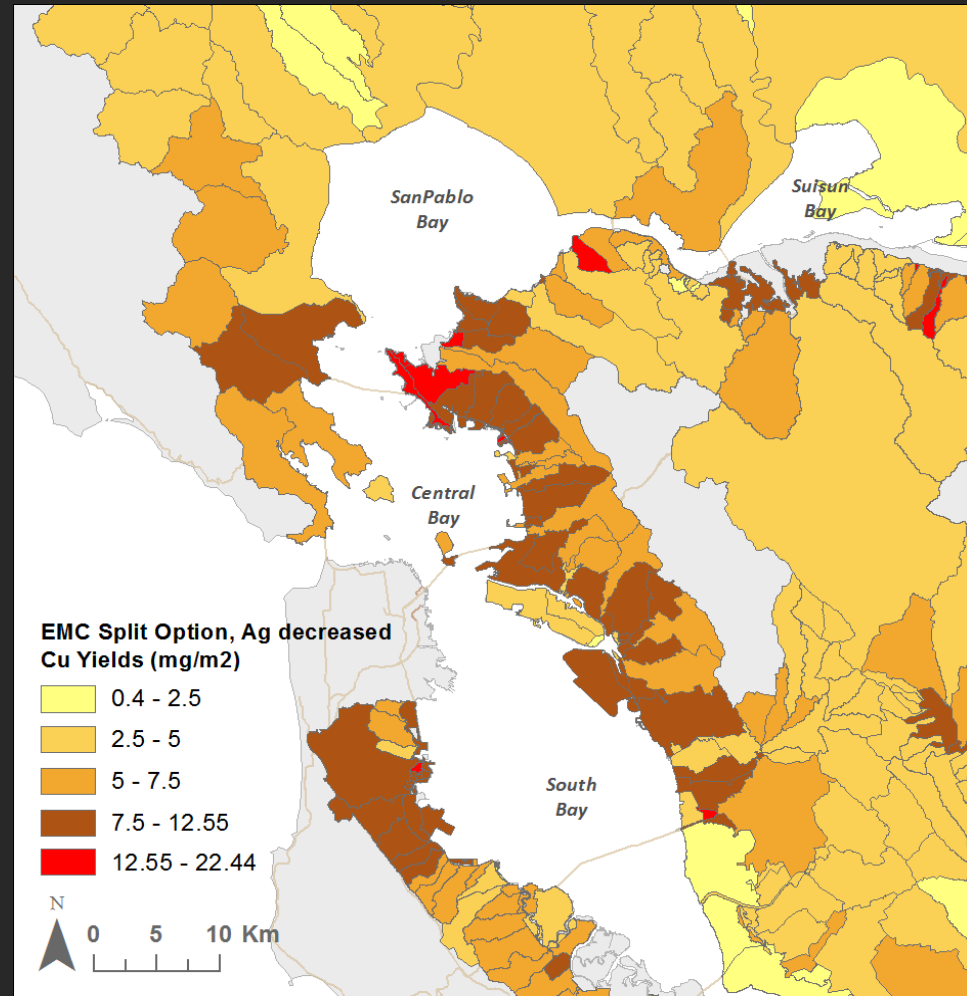 SanPablo
Bay
Suisun
Bay
Central
Bay
EMC Split Option, Ag decreased
Cu Yields (mg/m2)
0.4 - 2.5
2.5 - 5
5 - 7.5
7.5 - 12.55
12.55 - 22.44
South
Bay
N
0 5 10 Km